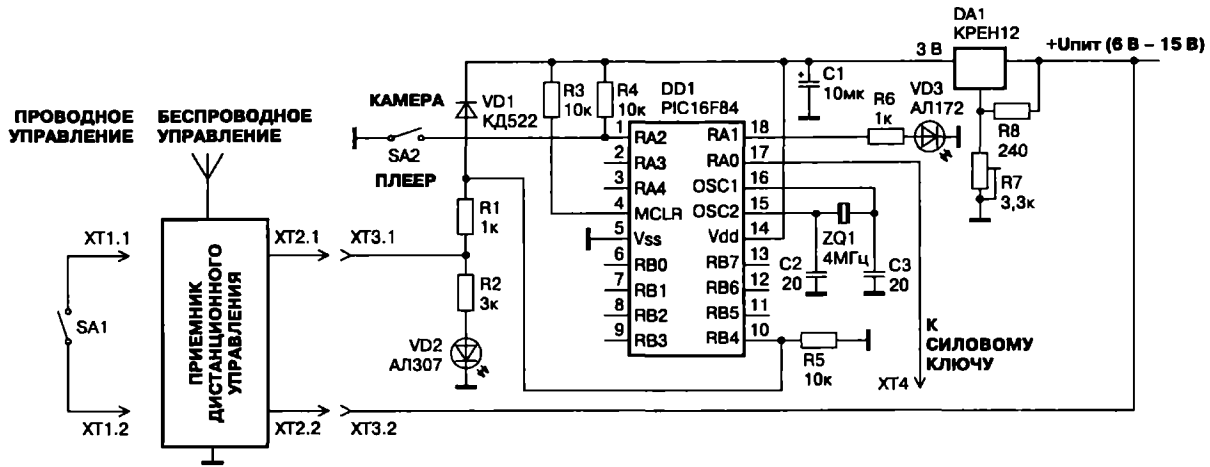 DA1
КРЕН12
3 В
+Uпит (6 В – 15 В)
ПРОВОДНОЕ
УПРАВЛЕНИЕ
БЕСПРОВОДНОЕ
УПРАВЛЕНИЕ
КАМЕРА
SA2
ПЛЕЕР
VD1
КД522
R3
10к
R4
10к
DD1
PIC16F84
C1
10мк
R6
1к
VD3
АЛ172
R8
240
R7
3,3к
1 RA2
2 RA3
3 RA4
4 MCLR
5 Vss
6 RB0
7 RB1
8 RB2
9 RB3
RA1 18
RA0 17
OSC1 16
OSC2 15
Vdd 14
RB7 13
RB6 12
RB5 11
RB4 10
ZQ1
4МГц
C2
20
C3
20
XT1.1
XT2.1
XT3.1
R1
1к
R2
3к
VD2
АЛ307
SA1
ПРИЕМНИК
ДИСТАНЦИОННОГО
УПРАВЛЕНИЯ
R5
10к
К
СИЛОВОМУ
КЛЮЧУ
XT4
XT1.2
XT2.2
XT3.2